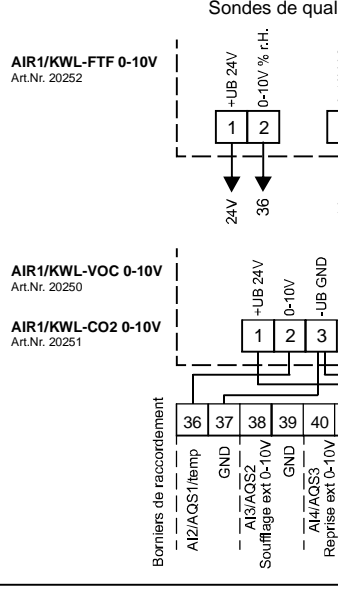 Sondes de qual
AIR1/KWL-FTF 0-10V
Art.Nr. 20252
+UB 24V
0-10V % r.H.
1 2
24V
36
AIR1/KWL-VOC 0-10V
Art.Nr. 20250
AIR1/KWL-CO2 0-10V
Art.Nr. 20251
+UB 24V
0-10V
-UB GND
1 2 3
Borniers de raccordement
36 37 38 39 40
AI2/AQS1/temp
GND
AI3/AQS2
Soufflage ext 0-10V
GND
AI4/AQS3
Reprise ext 0-10V